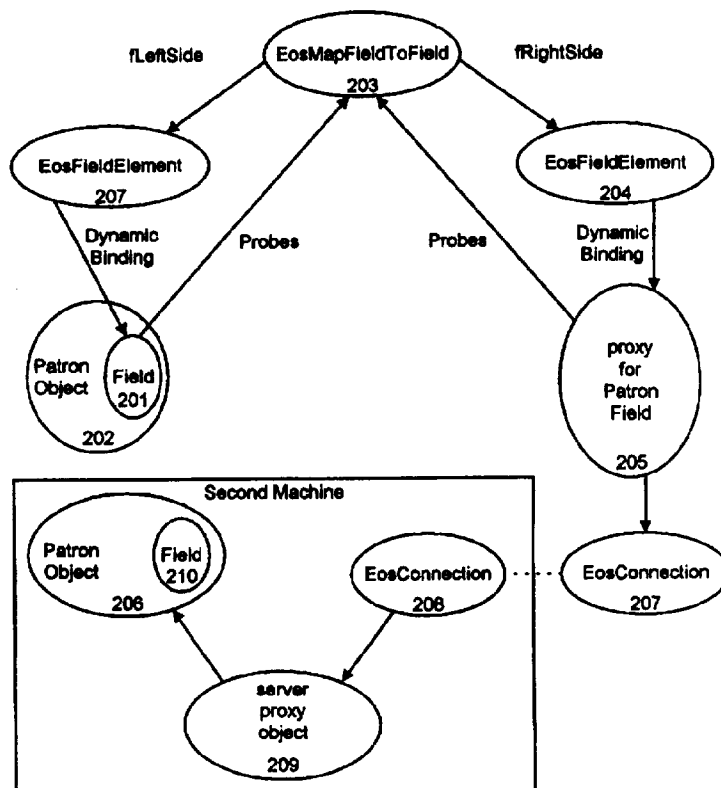 fLeftSide
EosMapFieldToField
203
fRightSide
EosFieldElement
207
EosFieldElement
204
Dynamic
Binding
Probes
Probes
Dynamic
Binding
Patron
Object
202
Field
201
proxy
for
Patron
Field
205
Second Machine
Patron
Object
206
Field
210
EosConnection
208
EosConnection
207
server
proxy
object
209